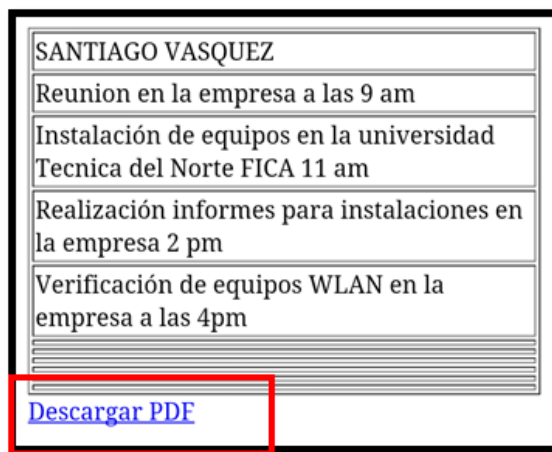 SANTIAGO VASQUEZ
Reunion en la empresa a las 9 am
Instalación de equipos en la universidad
Tecnica del Norte FICA 11 am
Realización informes para instalaciones en
la empresa 2 pm
Verificación de equipos WLAN en la
empresa a las 4pm
Descargar PDF